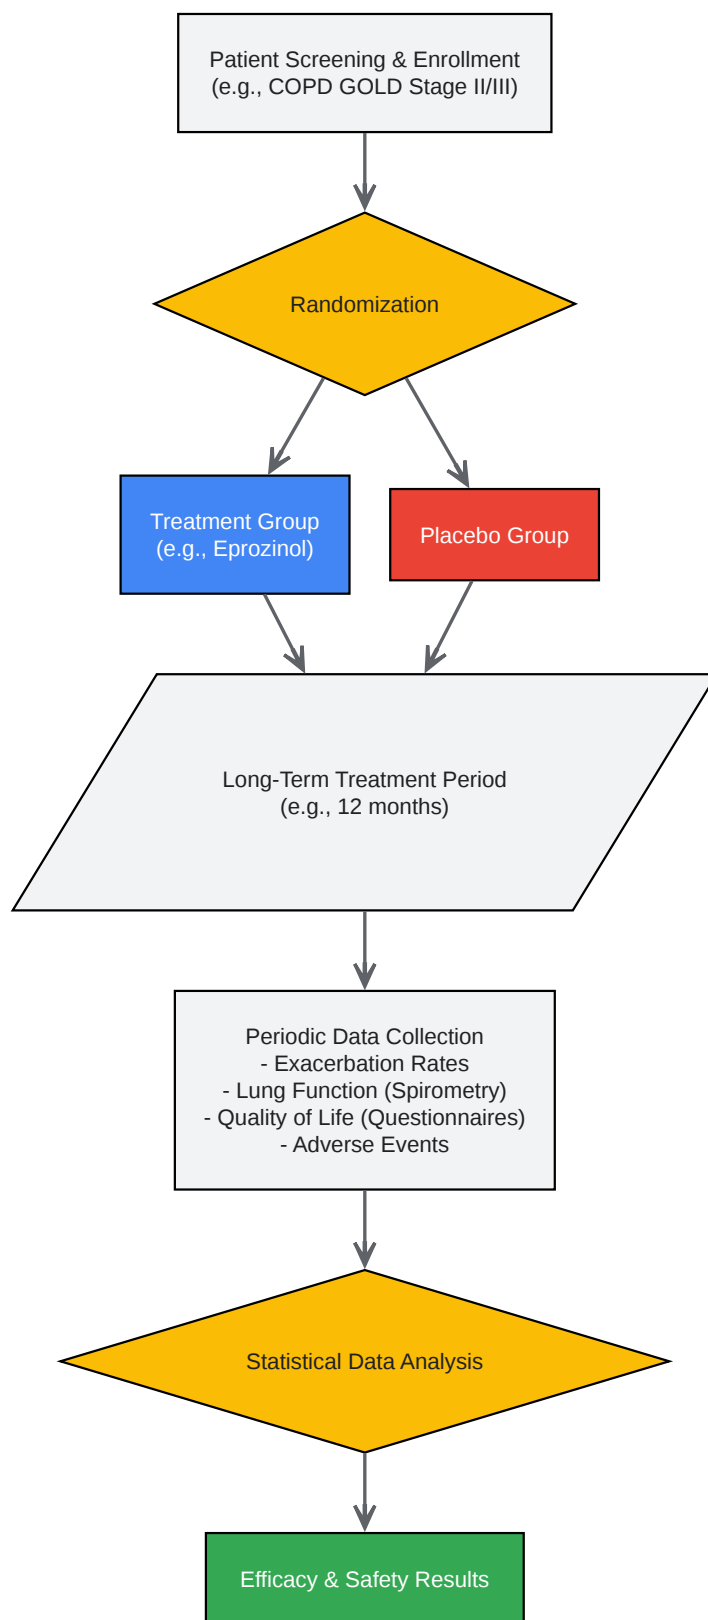 Patient Screening & Enrollment
(e.g., COPD GOLD Stage II/III)
Randomization
Treatment Group
(e.g., Eprozinol)
Placebo Group
Long-Term Treatment Period
(e.g., 12 months)
Periodic Data Collection
- Exacerbation Rates
- Lung Function (Spirometry)
- Quality of Life (Questionnaires)
- Adverse Events
Statistical Data Analysis
Efficacy & Safety Results